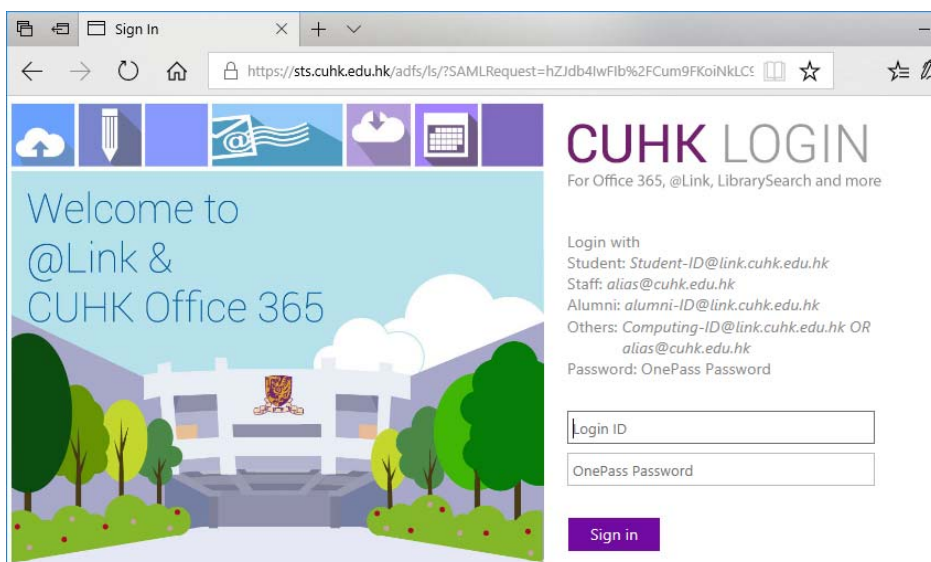 Sign In
https://sts.cuhk.edu.hk/adfs/ls/?SAMLRequest=hZJdb4IwFIb%2FCum9FKoiNkLC
Welcome to
@Link &
CUHK Office 365
CUHK LOGIN
For Office 365, @Link, LibrarySearch and more
Login with
Student: Student-ID@link.cuhk.edu.hk
Staff: alias@cuhk.edu.hk
Alumni: alumni-ID@link.cuhk.edu.hk
Others: Computing-ID@link.cuhk.edu.hk OR
alias@cuhk.edu.hk
Password: OnePass Password
Login ID
OnePass Password
Sign in